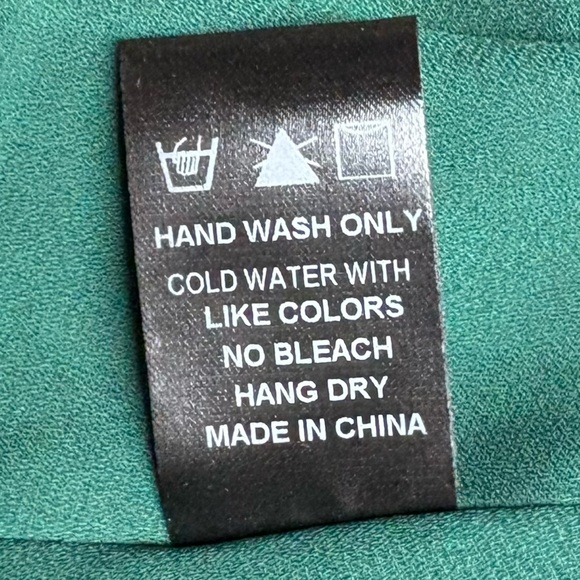 HAND WASH ONLY
COLD WATER WITH
LIKE COLORS
NO BLEACH
HANG DRY
MADE IN CHINA